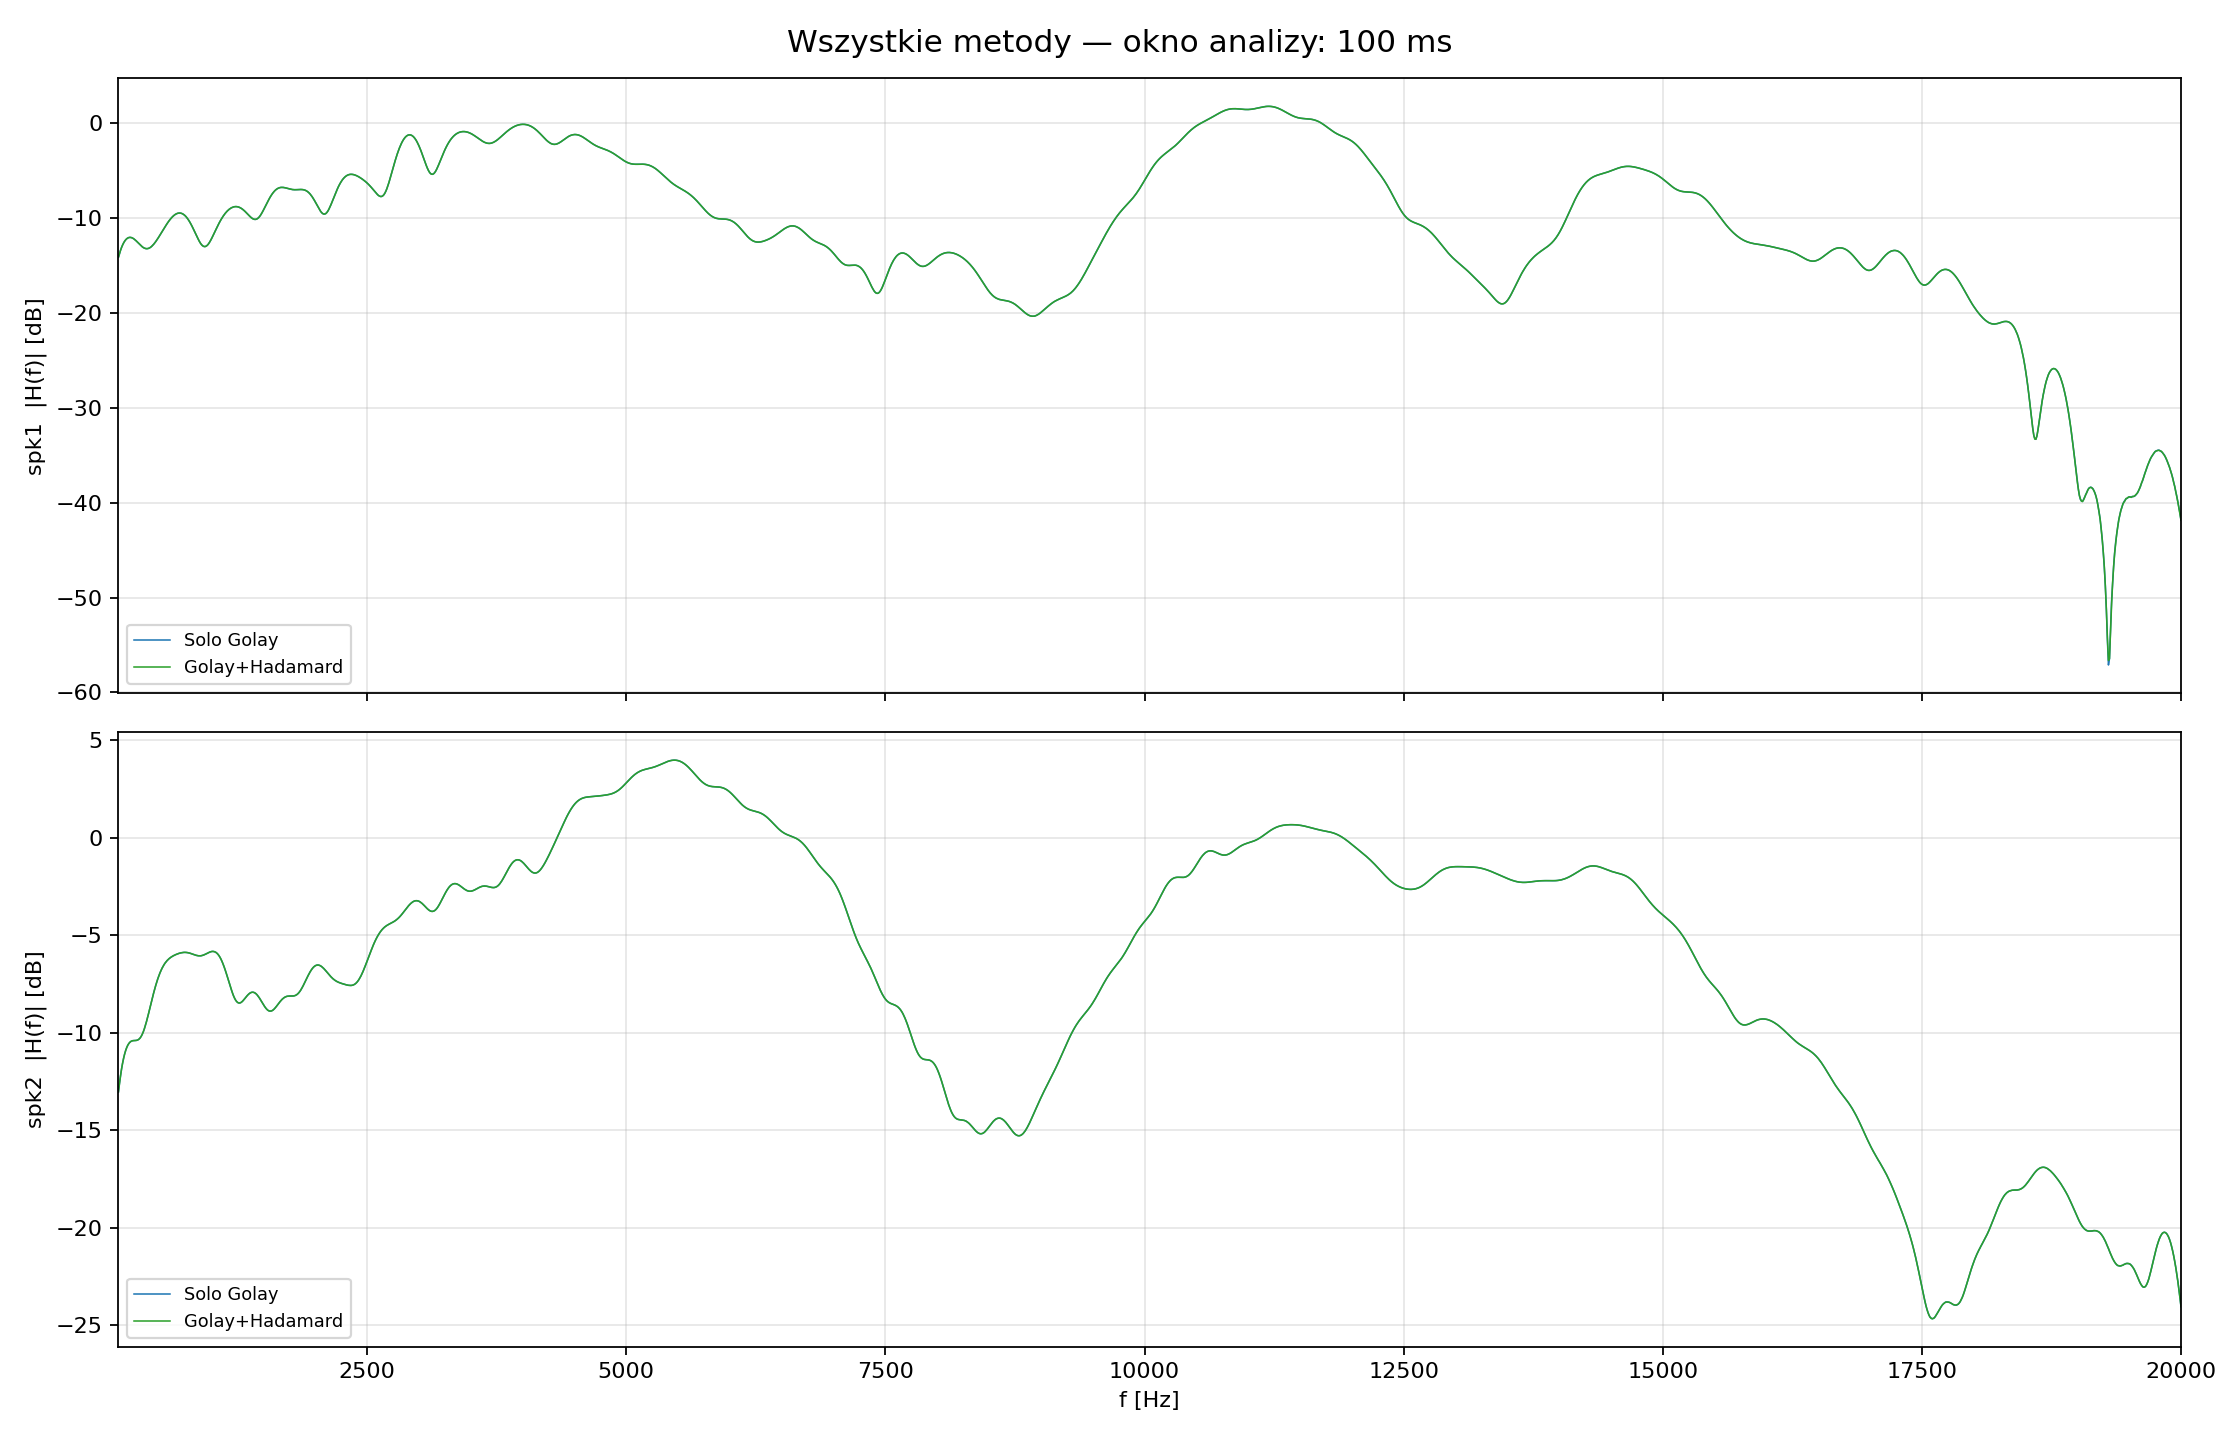 Wszystkie metody — okno analizy: 100 ms
0
−10
−20
−30
−40
−50
−60
spk1 |H(f)| [dB]
Solo Golay
Golay+Hadamard
5
0
−5
−10
−15
−20
−25
spk2 |H(f)| [dB]
Solo Golay
Golay+Hadamard
2500 5000 7500 10000 12500 15000 17500 20000
f [Hz]